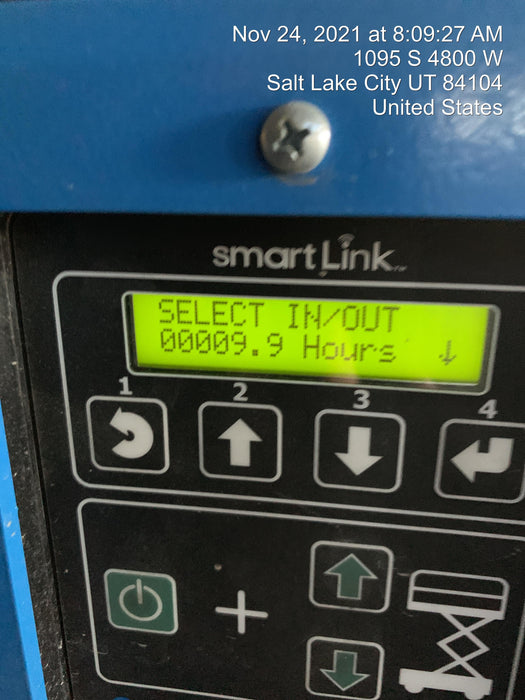 Nov 24, 2021 at 8:09:27 AM
1095 S 4800 W
Salt Lake City UT 84104
United States
smartLink™
SELECT IN/OUT
00009.9 Hours ↓
1 2 3 4